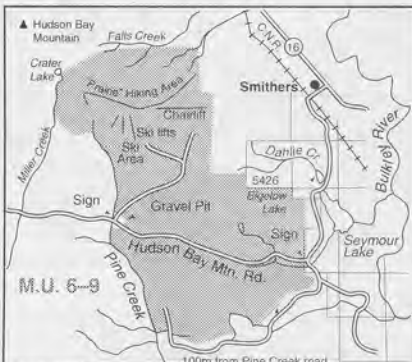 ▲ Hudson Bay
Mountain
Falls Creek
C.N.R.
16
Crater
Lake
"Prairie" Hiking Area
Smithers
Chairlift
Ski lifts
Ski
Area
Miller Creek
Dahlie Cr.
Bulkley River
5426
Bigelow
Lake
Sign
Gravel Pit
Sign
Seymour
Lake
Hudson Bay Mtn. Rd.
M.U. 6–9
Pine Creek
100m from Pine Creek road